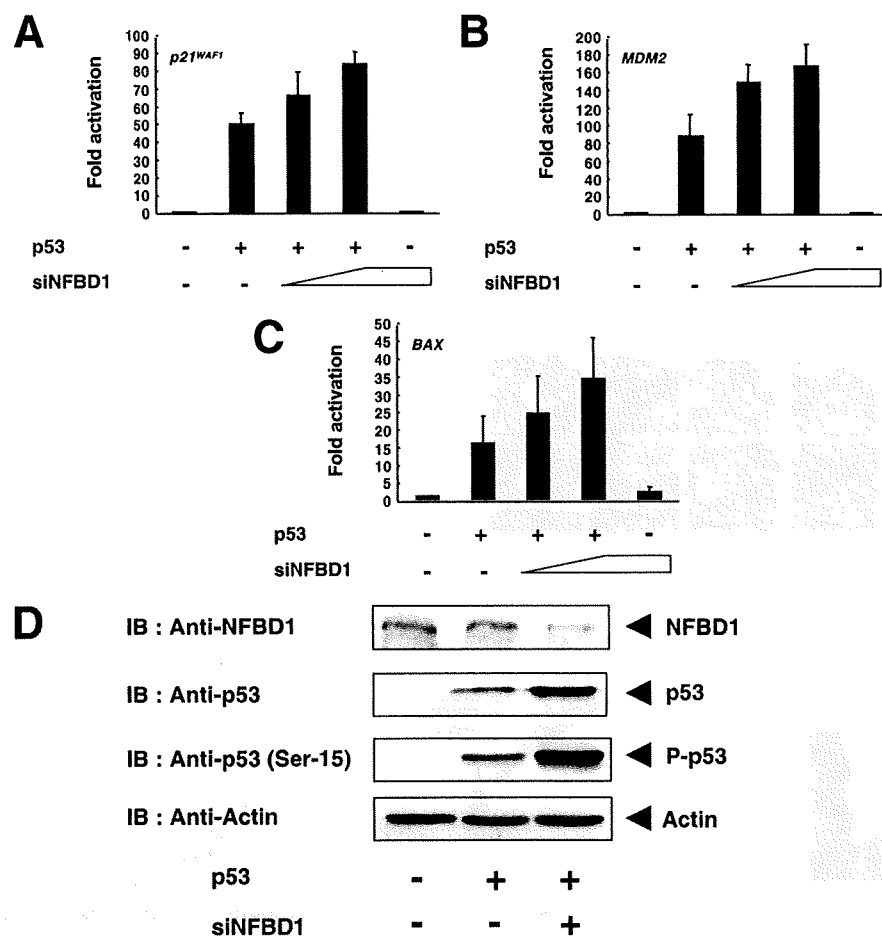 A
p21WAF1
Fold activation
100
90
80
70
60
50
40
30
20
10
0
p53 - + + + -
siNFBD1 - -
B
MDM2
Fold activation
200
180
160
140
120
100
80
60
40
20
0
- + + + -
- -
C
BAX
Fold activation
50
45
40
35
30
25
20
15
10
5
0
p53 - + + + -
siNFBD1 - -
D
IB : Anti-NFBD1 NFBD1
IB : Anti-p53 p53
IB : Anti-p53 (Ser-15) P-p53
IB : Anti-Actin Actin
p53 - + +
siNFBD1 - - +